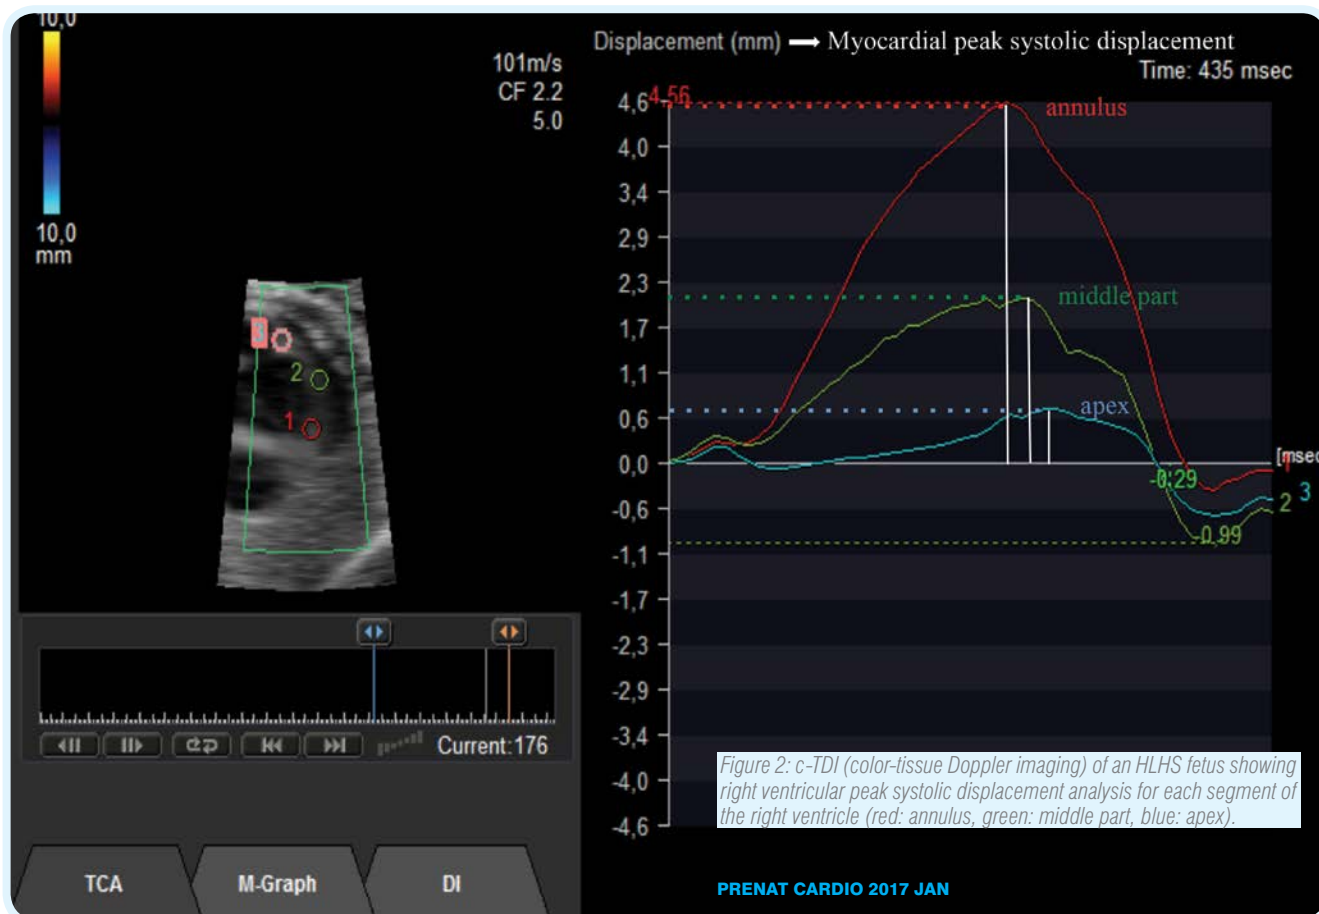 10,0
10,0
mm
101m/s
CF 2.2
5.0
3
2
1
Current:176
TCA
M-Graph
DI
Displacement (mm) → Myocardial peak systolic displacement
Time: 435 msec
4,6
4,56
annulus
4,0
3,4
2,9
2,3
middle part
1,7
1,1
apex
0,6
0,0
[msec
1
-0,29
3
2
-0,6
-0,99
-1,1
-1,7
-2,3
-2,9
-3,4
-4,0
-4,6
Figure 2: c-TDI (color-tissue Doppler imaging) of an HLHS fetus showing
right ventricular peak systolic displacement analysis for each segment of
the right ventricle (red: annulus, green: middle part, blue: apex).
PRENAT CARDIO 2017 JAN